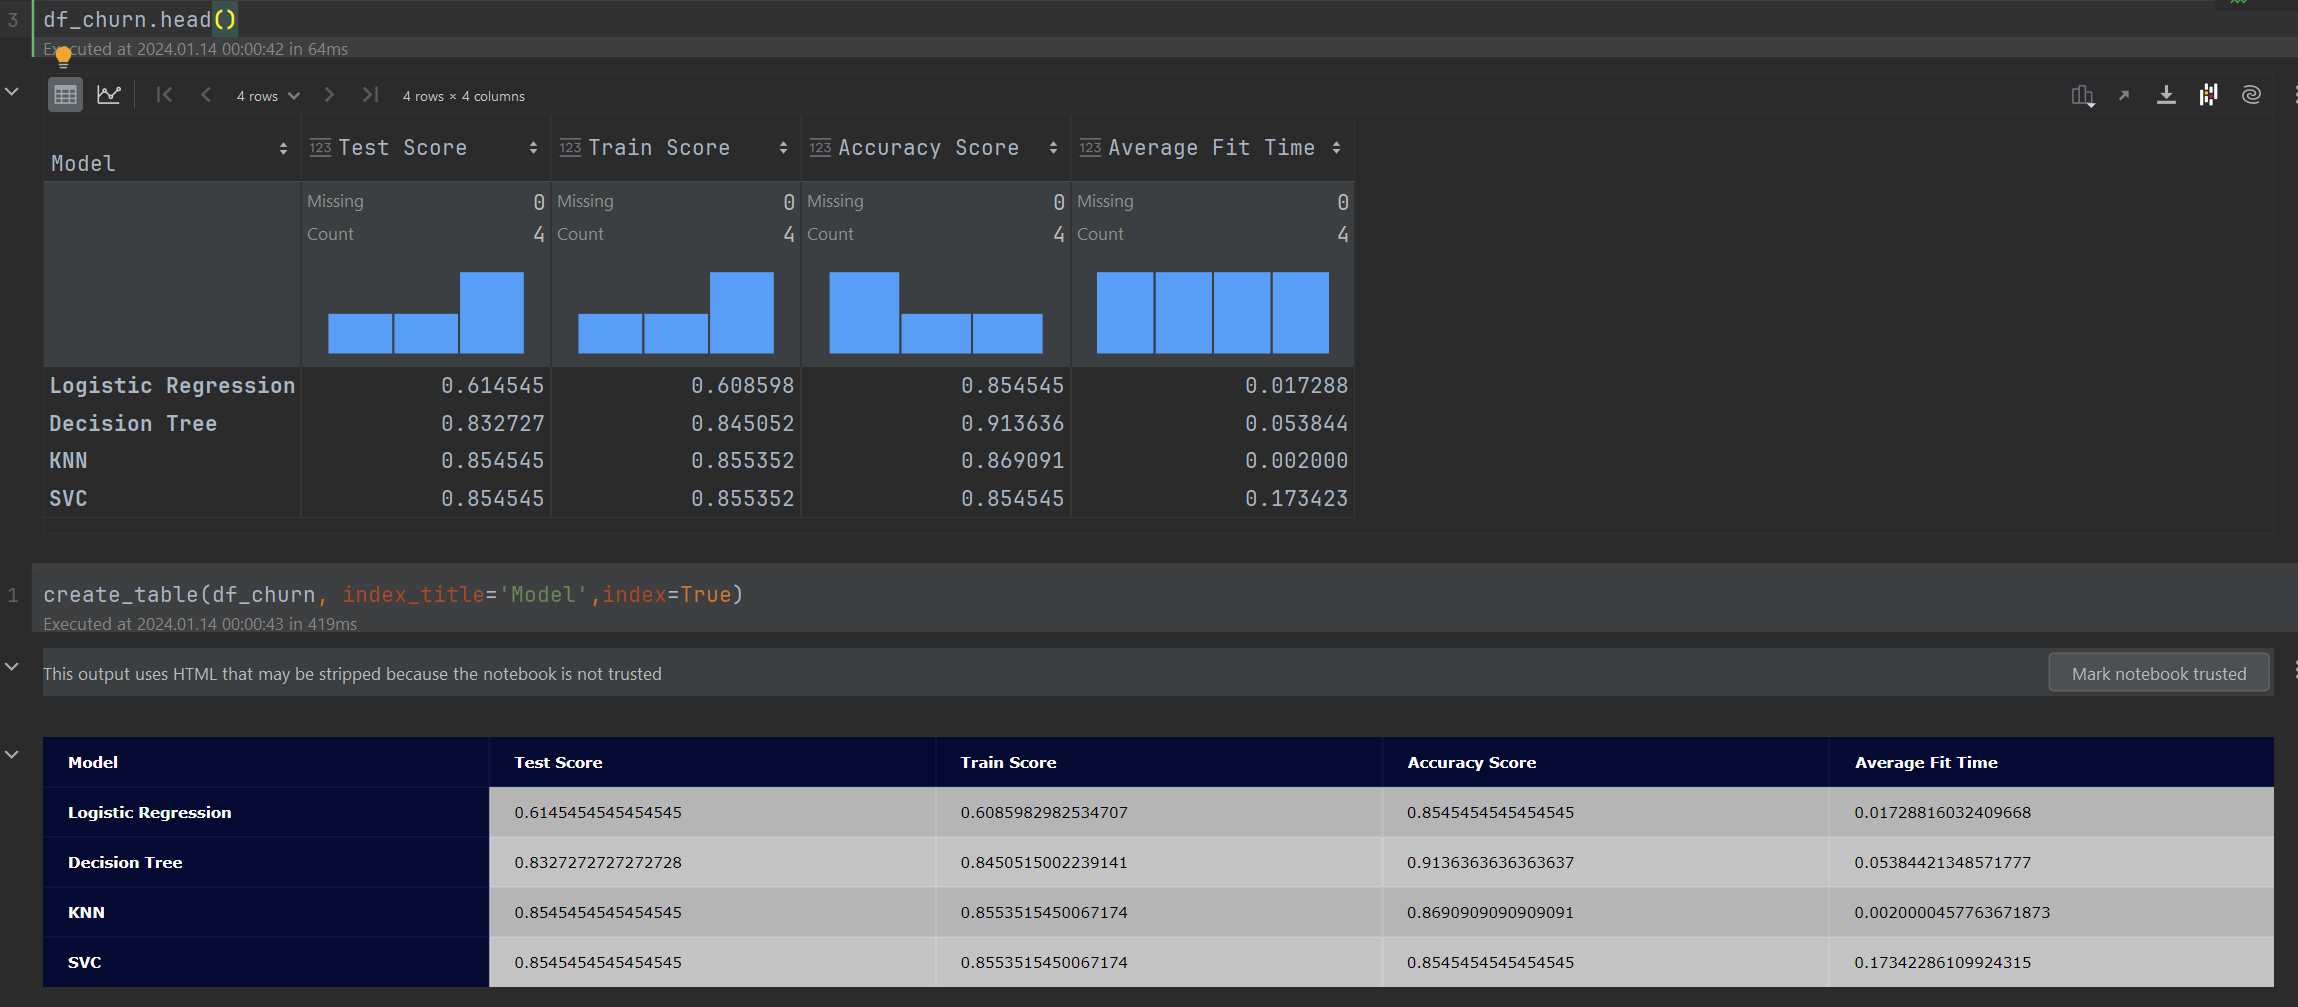 3 df_churn.head()
Executed at 2024.01.14 00:00:42 in 64ms
4 rows 4 rows × 4 columns
Model 123 Test Score 123 Train Score 123 Accuracy Score 123 Average Fit Time
Missing 0 Missing 0 Missing 0 Missing 0
Count 4 Count 4 Count 4 Count 4
Logistic Regression 0.614545 0.608598 0.854545 0.017288
Decision Tree 0.832727 0.845052 0.913636 0.053844
KNN 0.854545 0.855352 0.869091 0.002000
SVC 0.854545 0.855352 0.854545 0.173423
1 create_table(df_churn, index_title='Model',index=True)
Executed at 2024.01.14 00:00:43 in 419ms
This output uses HTML that may be stripped because the notebook is not trusted Mark notebook trusted
Model Test Score Train Score Accuracy Score Average Fit Time
Logistic Regression 0.6145454545454545 0.6085982982534707 0.8545454545454545 0.01728816032409668
Decision Tree 0.8327272727272728 0.8450515002239141 0.9136363636363637 0.05384421348571777
KNN 0.8545454545454545 0.8553515450067174 0.8690909090909091 0.0020000457763671873
SVC 0.8545454545454545 0.8553515450067174 0.8545454545454545 0.17342286109924315